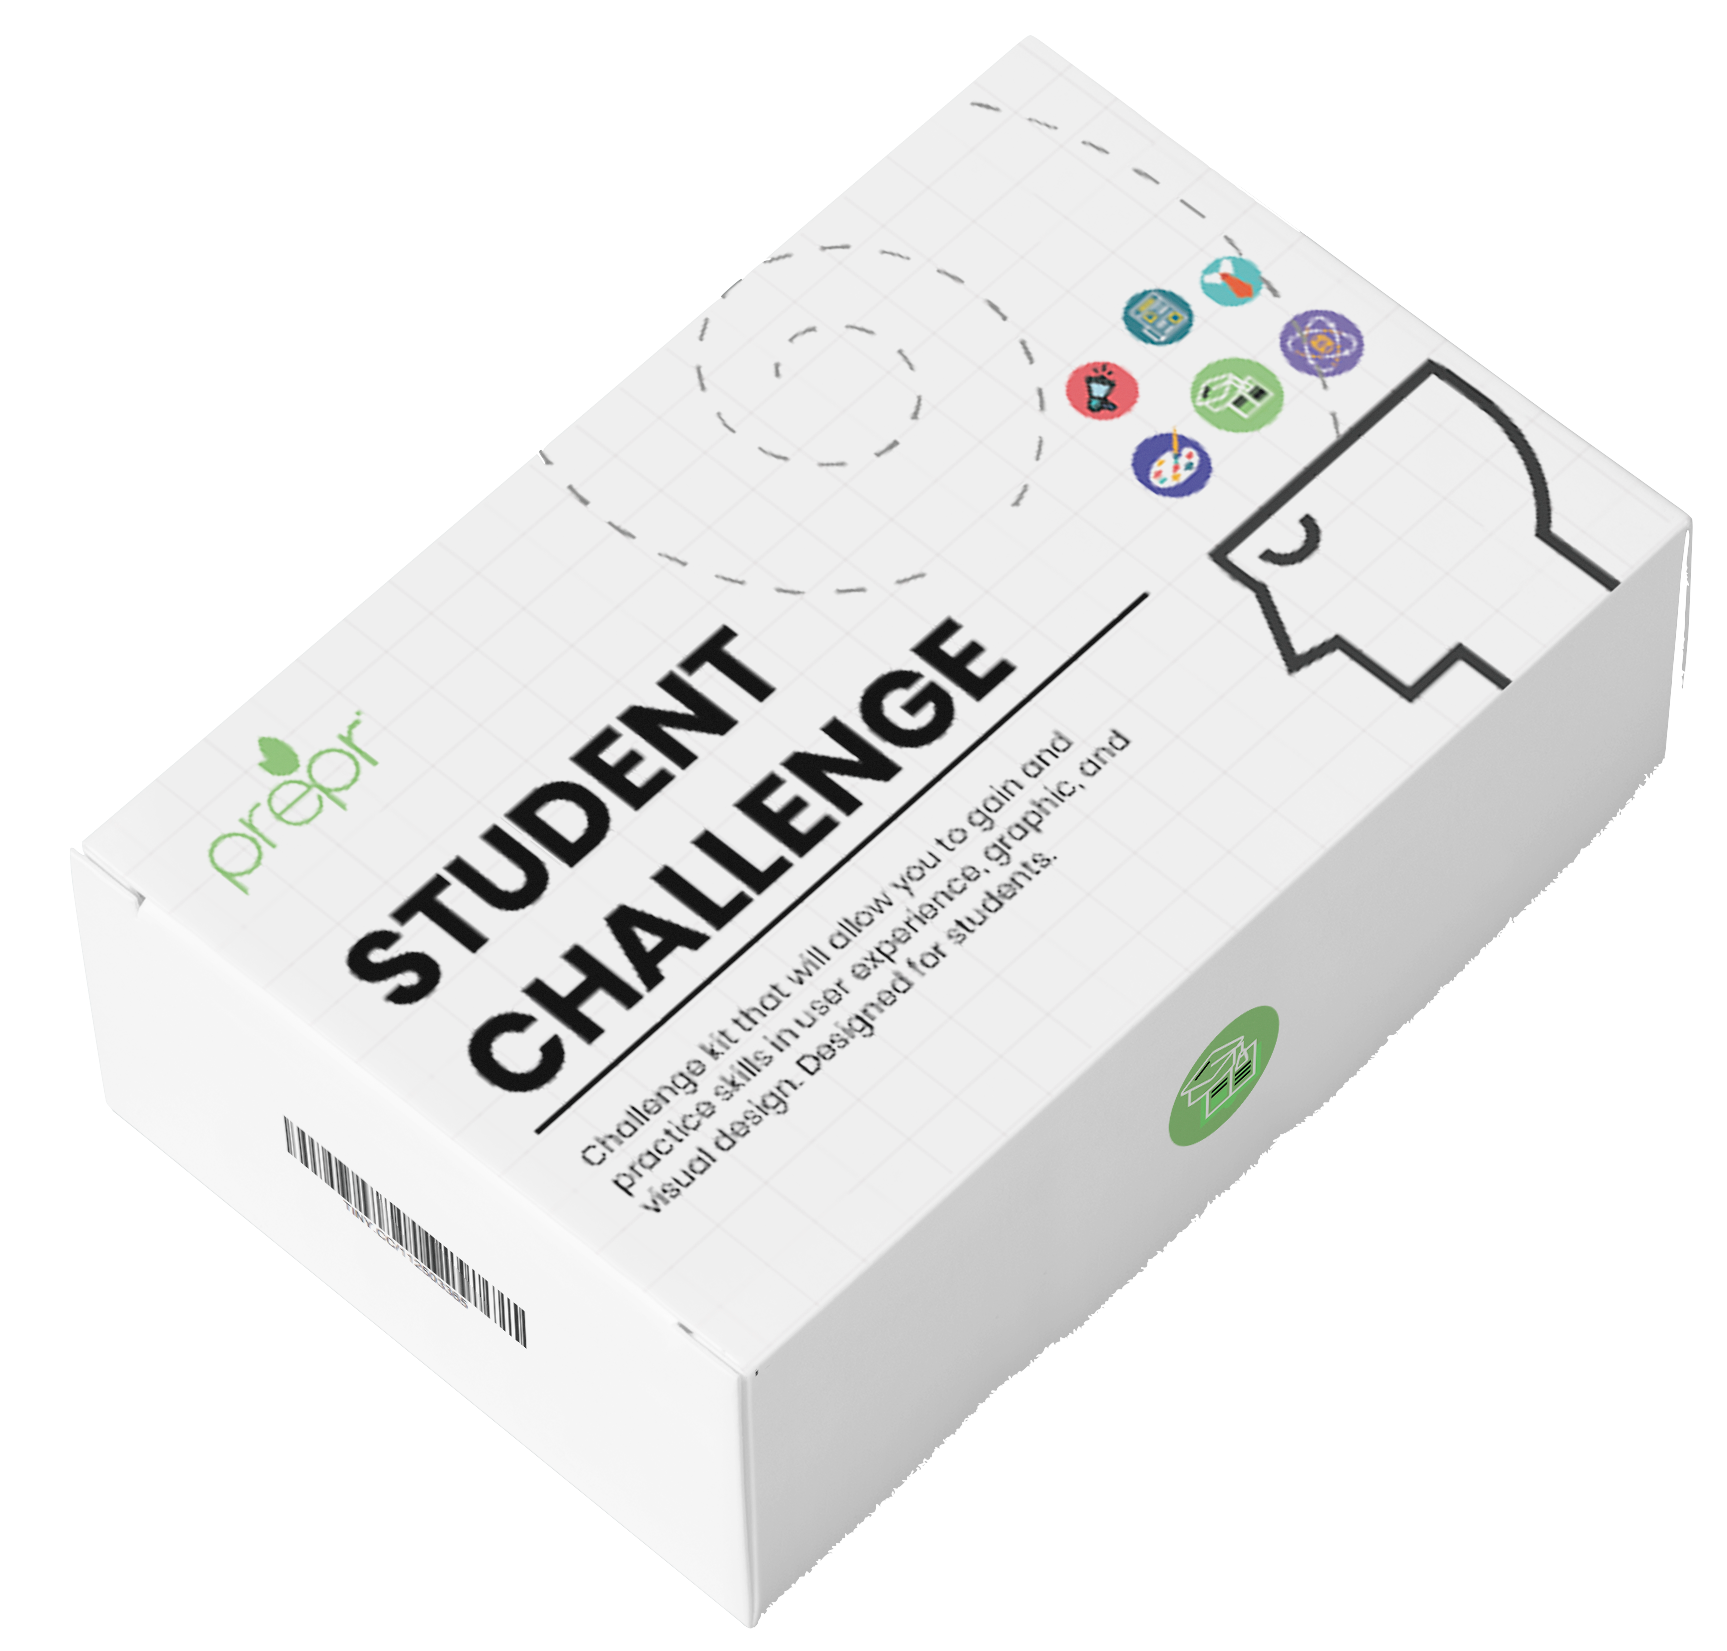 prepr
STUDENT
CHALLENGE
Challenge kit that will allow you to gain and
practice skills in user experience, graphic, and
visual design. Designed for students.